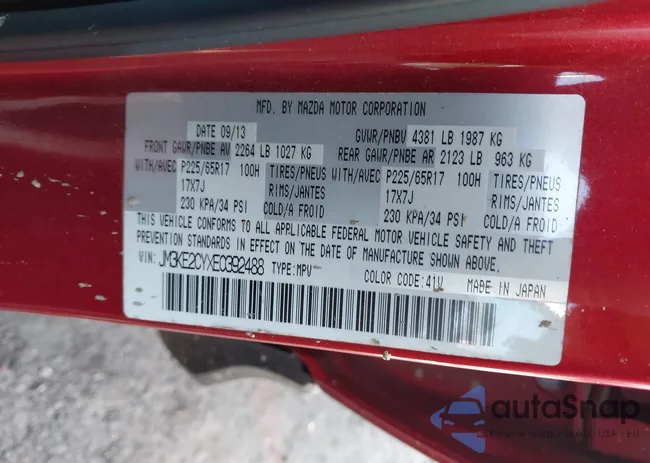 MFD. BY MAZDA MOTOR CORPORATION
DATE 09/13 GVWR/PNBV 4381 LB 1987 KG
FRONT GAWR/PNBE AV 2264 LB 1027 KG REAR GAWR/PNBE AR 2123 LB 963 KG
WITH/AVEC P225/65R17 100H TIRES/PNEUS WITH/AVEC P225/65R17 100H TIRES/PNEUS
17X7J RIMS/JANTES 17X7J RIMS/JANTES
230 KPA/34 PSI COLD/A FROID 230 KPA/34 PSI COLD/A FROID
THIS VEHICLE CONFORMS TO ALL APPLICABLE FEDERAL MOTOR VEHICLE SAFETY AND THEFT
PREVENTION STANDARDS IN EFFECT ON THE DATE OF MANUFACTURE SHOWN ABOVE.
VIN: JM3KE2CYXE0392488 TYPE:MPV COLOR CODE:41V MADE IN JAPAN
autoSnap